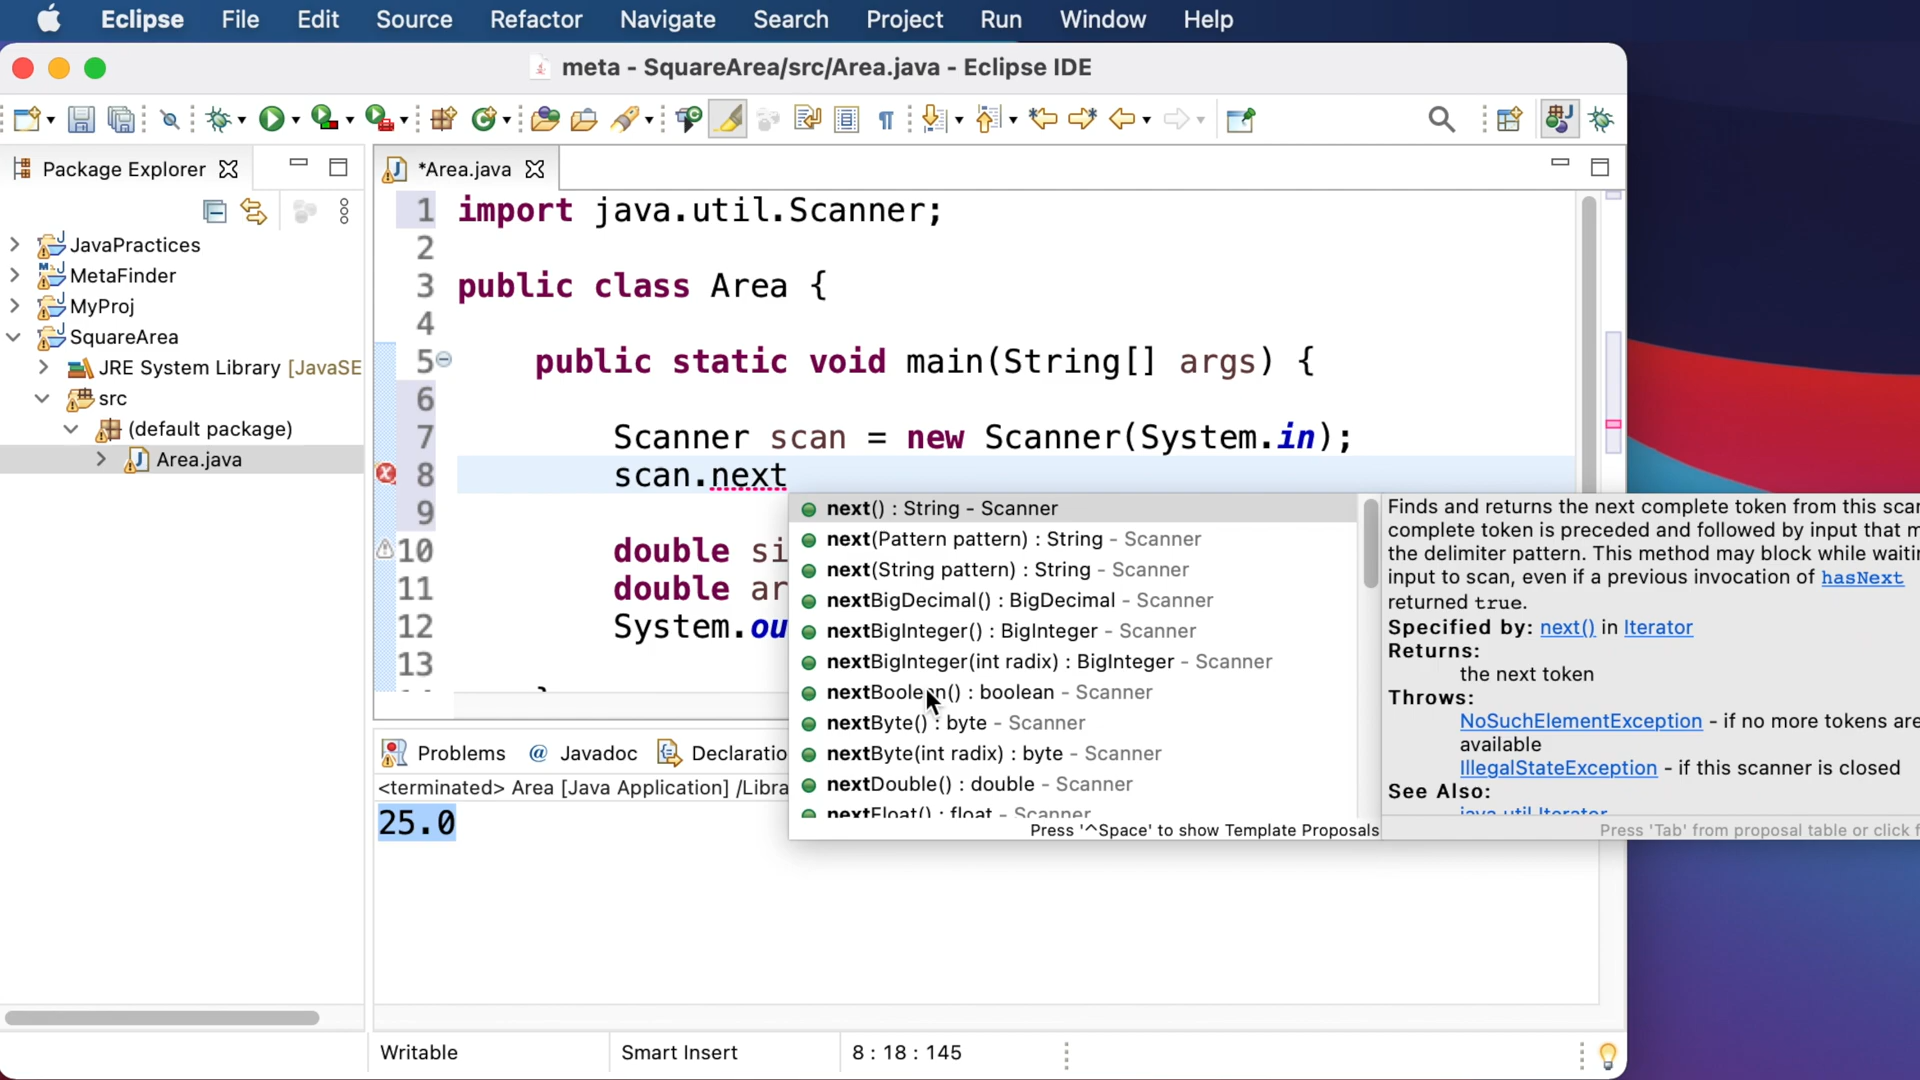 Eclipse File Edit Source Refactor Navigate Search Project Run Window Help
meta - SquareArea/src/Area.java - Eclipse IDE
Package Explorer
*Area.java
JavaPractices
MetaFinder
MyProj
SquareArea
JRE System Library [JavaSE
src
(default package)
Area.java
1 import java.util.Scanner;
2
3 public class Area {
4
5 public static void main(String[] args) {
6
7 Scanner scan = new Scanner(System.in);
8 scan.next
9
10 double si
11 double ar
12 System.ou
13
next() : String - Scanner
next(Pattern pattern) : String - Scanner
next(String pattern) : String - Scanner
nextBigDecimal() : BigDecimal - Scanner
nextBigInteger() : BigInteger - Scanner
nextBigInteger(int radix) : BigInteger - Scanner
nextBoolean() : boolean - Scanner
nextByte() : byte - Scanner
nextByte(int radix) : byte - Scanner
nextDouble() : double - Scanner
nextFloat() : float - Scanner
Press '^Space' to show Template Proposals
Finds and returns the next complete token from this scan
complete token is preceded and followed by input that m
the delimiter pattern. This method may block while waiti
input to scan, even if a previous invocation of hasNext
returned true.
Specified by: next() in Iterator
Returns:
the next token
Throws:
NoSuchElementException - if no more tokens are
available
IllegalStateException - if this scanner is closed
See Also:
java.util.Iterator
Press 'Tab' from proposal table or click f
Problems @ Javadoc Declaratio
<terminated> Area [Java Application] /Libra
25.0
Writable Smart Insert 8 : 18 : 145